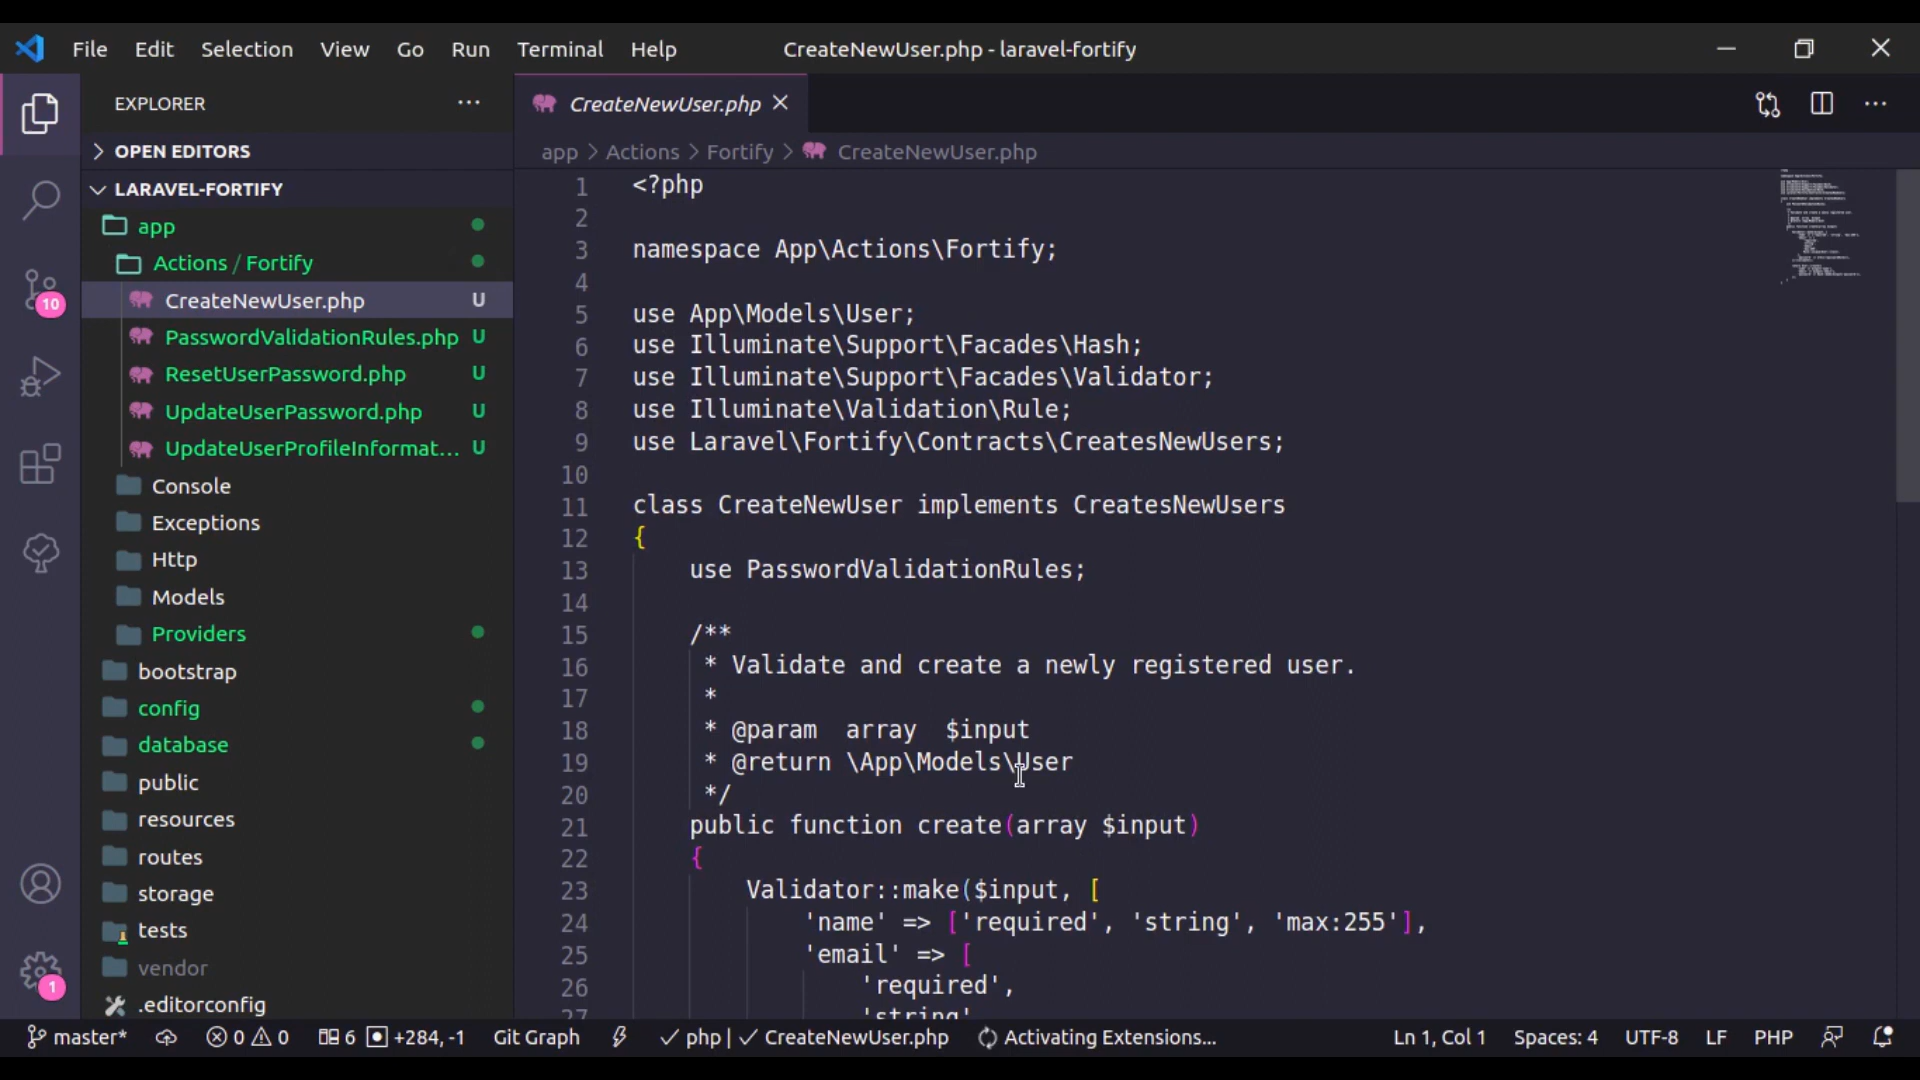 File Edit Selection View Go Run Terminal Help CreateNewUser.php - laravel-fortify
EXPLORER
OPEN EDITORS
LARAVEL-FORTIFY
app
Actions / Fortify
CreateNewUser.php U
PasswordValidationRules.php U
ResetUserPassword.php U
UpdateUserPassword.php U
UpdateUserProfileInformat... U
Console
Exceptions
Http
Models
Providers
bootstrap
config
database
public
resources
routes
storage
tests
vendor
.editorconfig
10
1
CreateNewUser.php
app > Actions > Fortify > CreateNewUser.php
1 <?php
2
3 namespace App\Actions\Fortify;
4
5 use App\Models\User;
6 use Illuminate\Support\Facades\Hash;
7 use Illuminate\Support\Facades\Validator;
8 use Illuminate\Validation\Rule;
9 use Laravel\Fortify\Contracts\CreatesNewUsers;
10
11 class CreateNewUser implements CreatesNewUsers
12 {
13     use PasswordValidationRules;
14
15     /**
16      * Validate and create a newly registered user.
17      *
18      * @param  array  $input
19      * @return \App\Models\User
20      */
21     public function create(array $input)
22     {
23         Validator::make($input, [
24             'name' => ['required', 'string', 'max:255'],
25             'email' => [
26                 'required',
27                 'string'
master* 0 0 6 +284, -1 Git Graph php | CreateNewUser.php Activating Extensions... Ln 1, Col 1 Spaces: 4 UTF-8 LF PHP